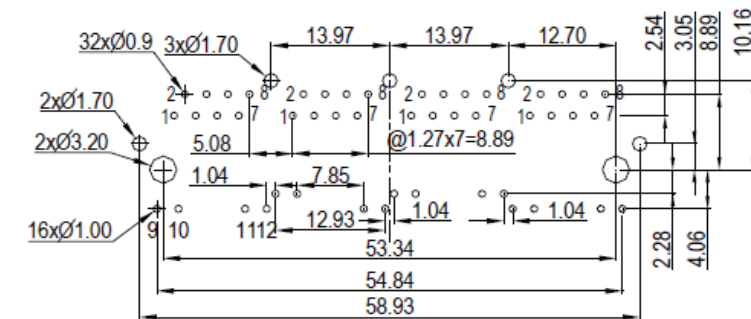 13.97 13.97 12.70
2.54 3.05 8.89 10.16
32xØ0.9 3xØ1.70
2 8 2 8 2 8 2 8
1 7 1 7 1 7 1 7
2xØ1.70
5.08 @1.27x7=8.89
2xØ3.20
1.04 7.85
12.93 1.04 1.04
16xØ1.00 9 10 1112
53.34
2.28 4.06
54.84
58.93